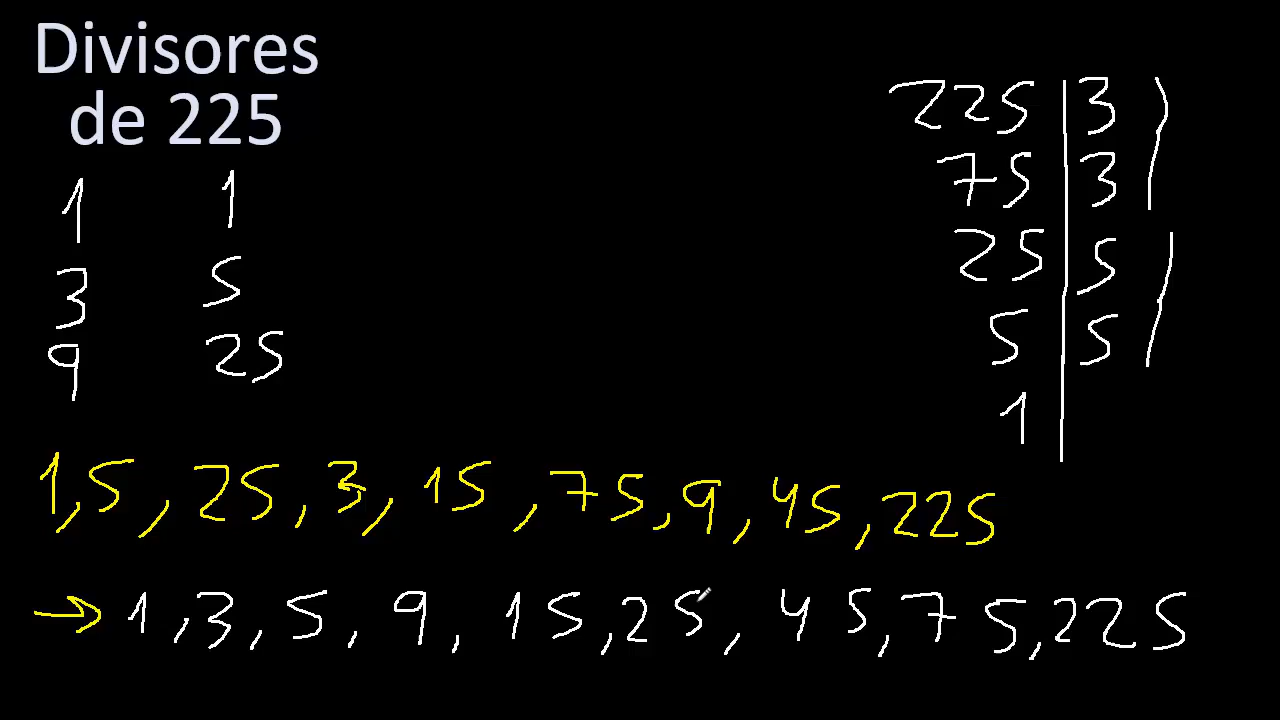 Divisores
de 225
225 3
75 3
25 5
5 5
1
1 1
3 5
9 25
1,5, 25, 3, 15, 75, 9, 45, 225
→ 1, 3, 5, 9, 15, 25, 45, 75, 225